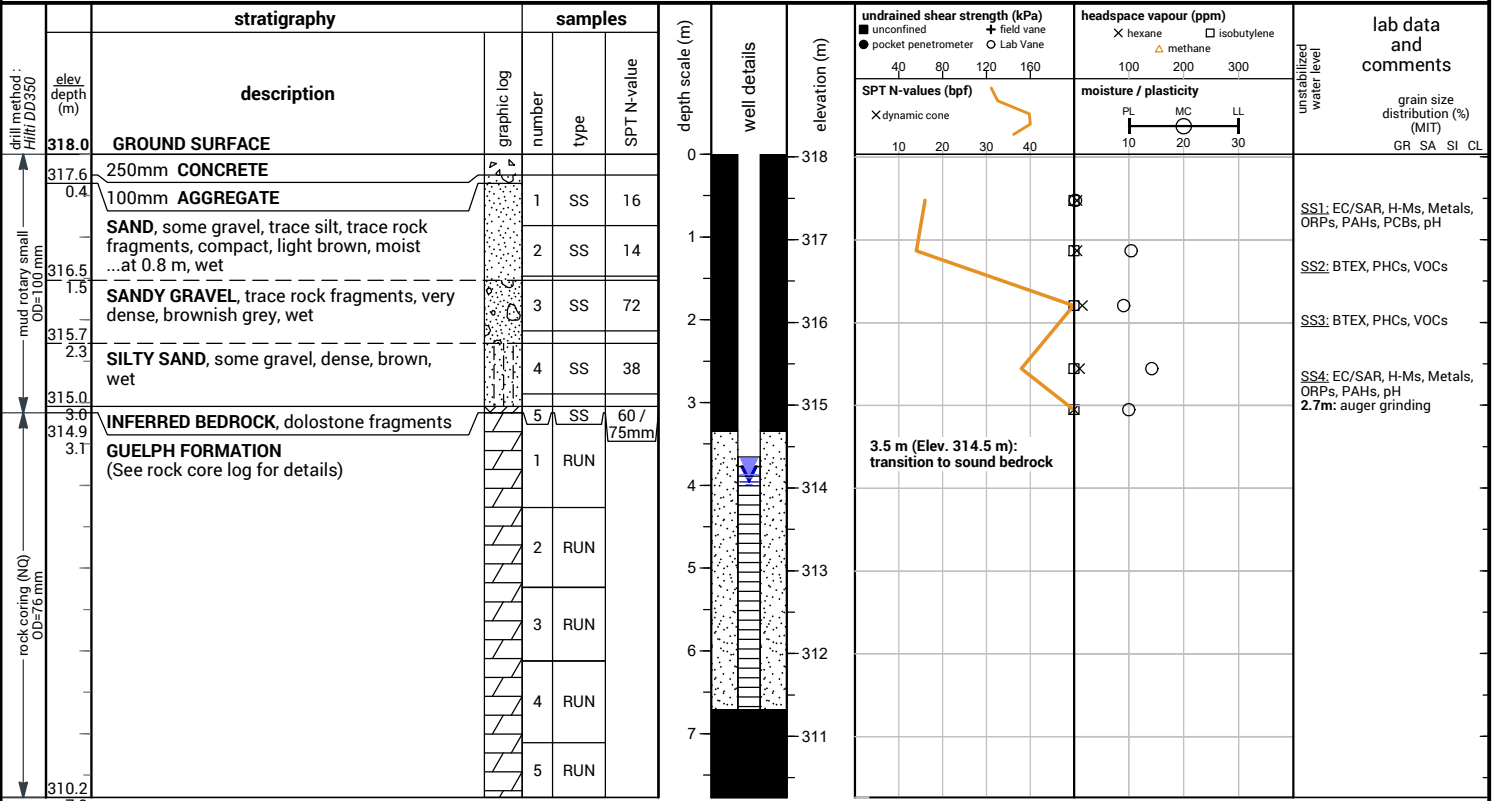 stratigraphy
samples
drill method :
Hilti DD350
elev
depth
(m)
description
graphic log
number
type
SPT N-value
depth scale (m)
well details
elevation (m)
undrained shear strength (kPa)
unconfined
field vane
pocket penetrometer
Lab Vane
40 80 120 160
SPT N-values (bpf)
dynamic cone
10 20 30 40
headspace vapour (ppm)
hexane
isobutylene
methane
100 200 300
moisture / plasticity
PL MC LL
10 20 30
unstabilized
water level
lab data
and
comments
grain size
distribution (%)
(MIT)
GR SA SI CL
318.0 GROUND SURFACE
mud rotary small
OD=100 mm
250mm CONCRETE
317.6
0.4
100mm AGGREGATE
SAND, some gravel, trace silt, trace rock
fragments, compact, light brown, moist
...at 0.8 m, wet
316.5
1.5
SANDY GRAVEL, trace rock fragments, very
dense, brownish grey, wet
315.7
2.3
SILTY SAND, some gravel, dense, brown,
wet
315.0
3.0
INFERRED BEDROCK, dolostone fragments
314.9
3.1
GUELPH FORMATION
(See rock core log for details)
rock coring (NQ)
OD=76 mm
310.2
1 SS 16
2 SS 14
3 SS 72
4 SS 38
5 SS 60 /
75mm
1 RUN
2 RUN
3 RUN
4 RUN
5 RUN
0
1
2
3
4
5
6
7
318
317
316
315
314
313
312
311
3.5 m (Elev. 314.5 m):
transition to sound bedrock
SS1: EC/SAR, H-Ms, Metals,
ORPs, PAHs, PCBs, pH
SS2: BTEX, PHCs, VOCs
SS3: BTEX, PHCs, VOCs
SS4: EC/SAR, H-Ms, Metals,
ORPs, PAHs, pH
2.7m: auger grinding